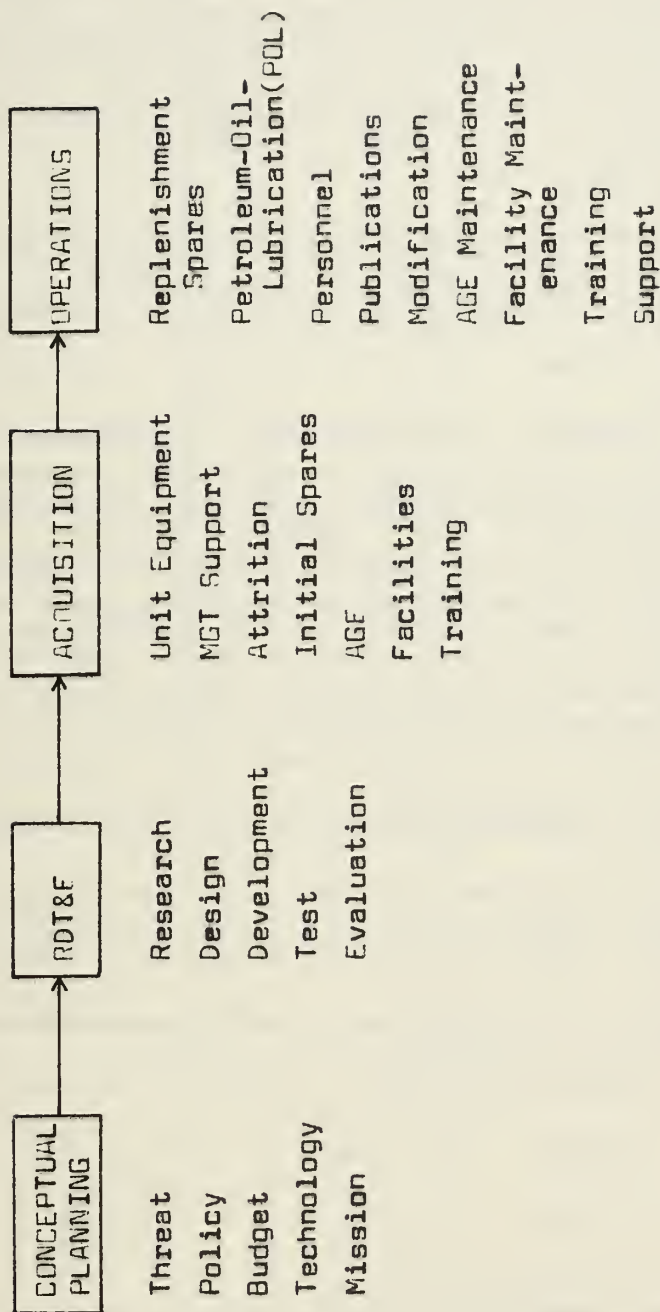 CONCEPTUAL
PLANNING
Threat
Policy
Budget
Technology
Mission
RDT&E
Research
Design
Development
Test
Evaluation
ACQUISITION
Unit Equipment
MGT Support
Attrition
Initial Spares
AGE
Facilities
Training
OPERATIONS
Replenishment
Spares
Petroleum-Oil-
Lubrication(POL)
Personnel
Publications
Modification
AGE Maintenance
Facility Maint-
enance
Training
Support